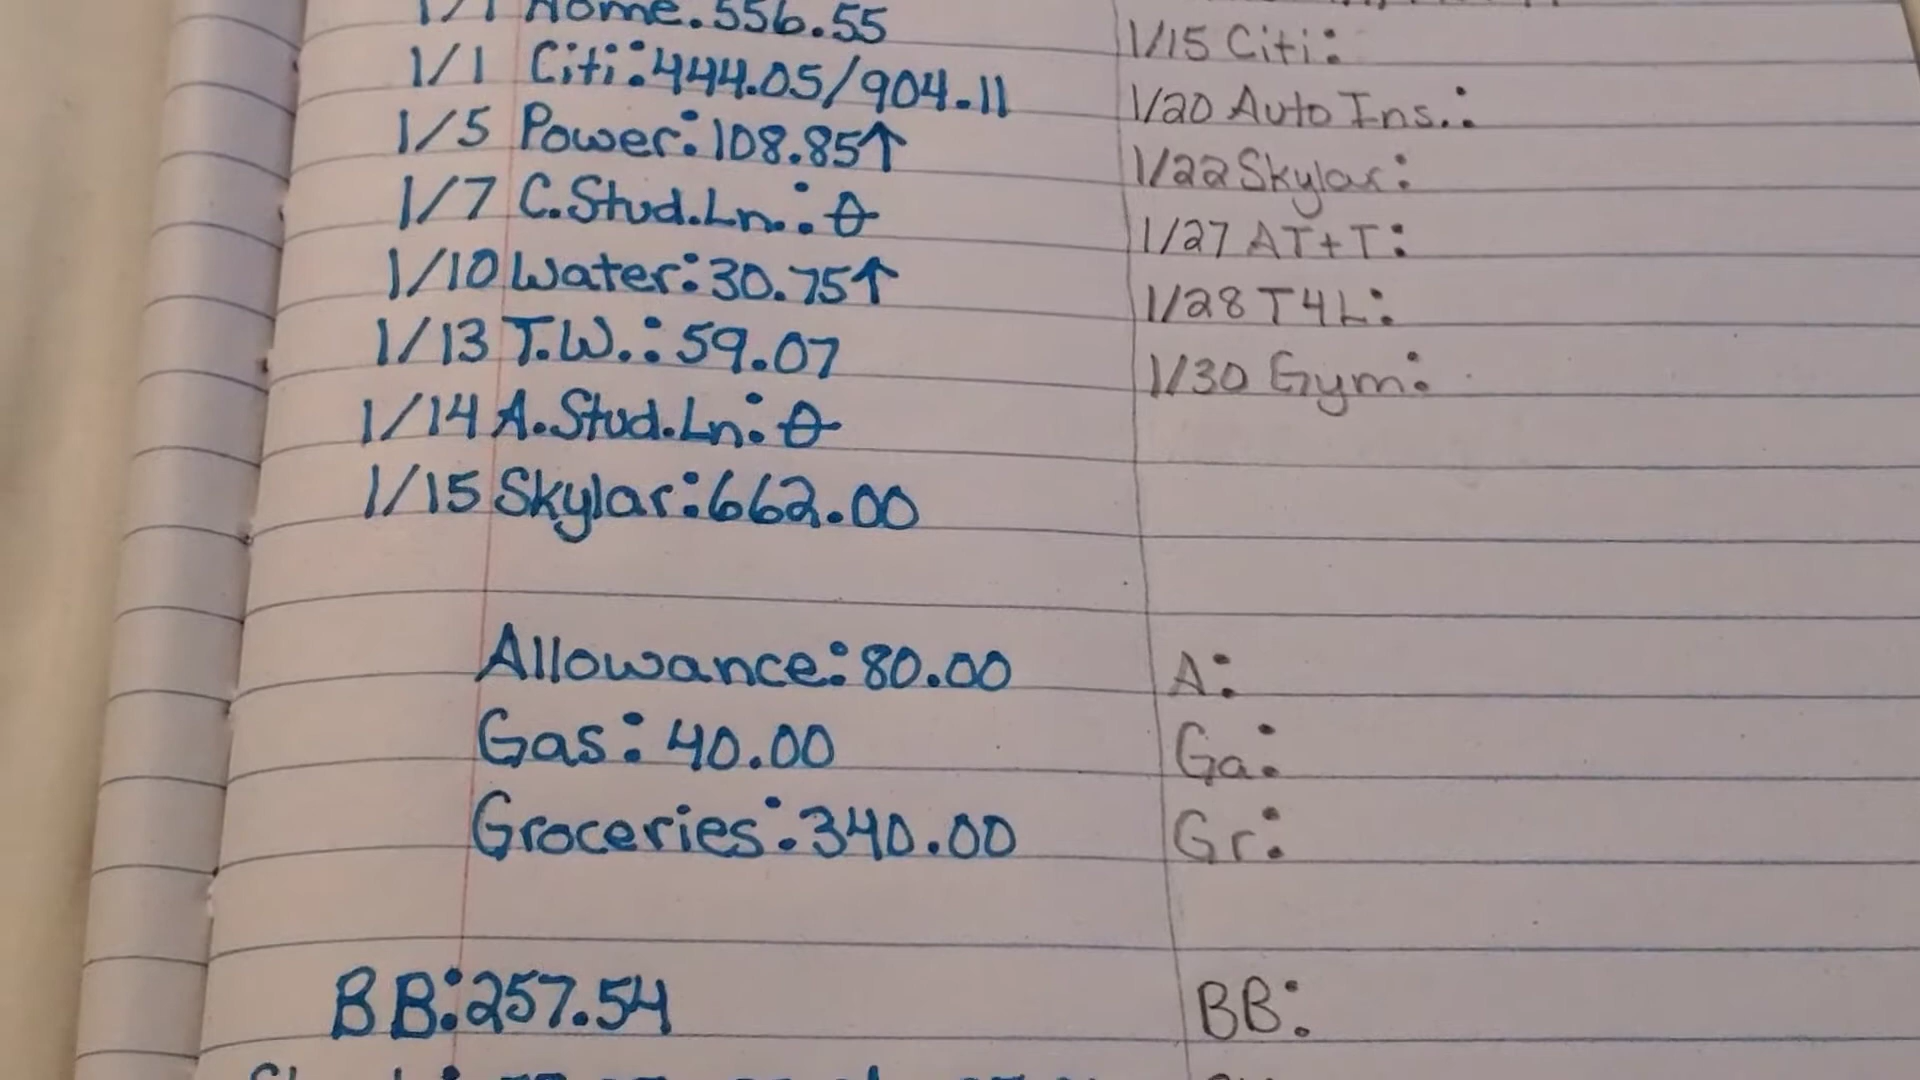 1/1 Home.556.55
1/1 Citi:444.05/904.11
1/5 Power:108.85↑
1/7 C.Stud.Ln.:0
1/10 Water:30.75↑
1/13 T.W.:59.07
1/14 A.Stud.Ln:0
1/15 Skylar:662.00
Allowance:80.00
Gas:40.00
Groceries:340.00
BB:257.54
1/15 Citi:
1/20 Auto Ins.:
1/22 Skylar:
1/27 AT+T:
1/28 T4L:
1/30 Gym:
A:
Ga:
Gr:
BB: